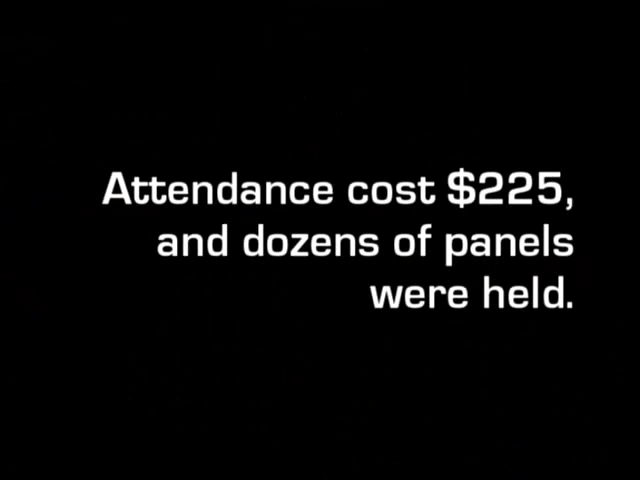 Attendance cost $225,
and dozens of panels
were held.